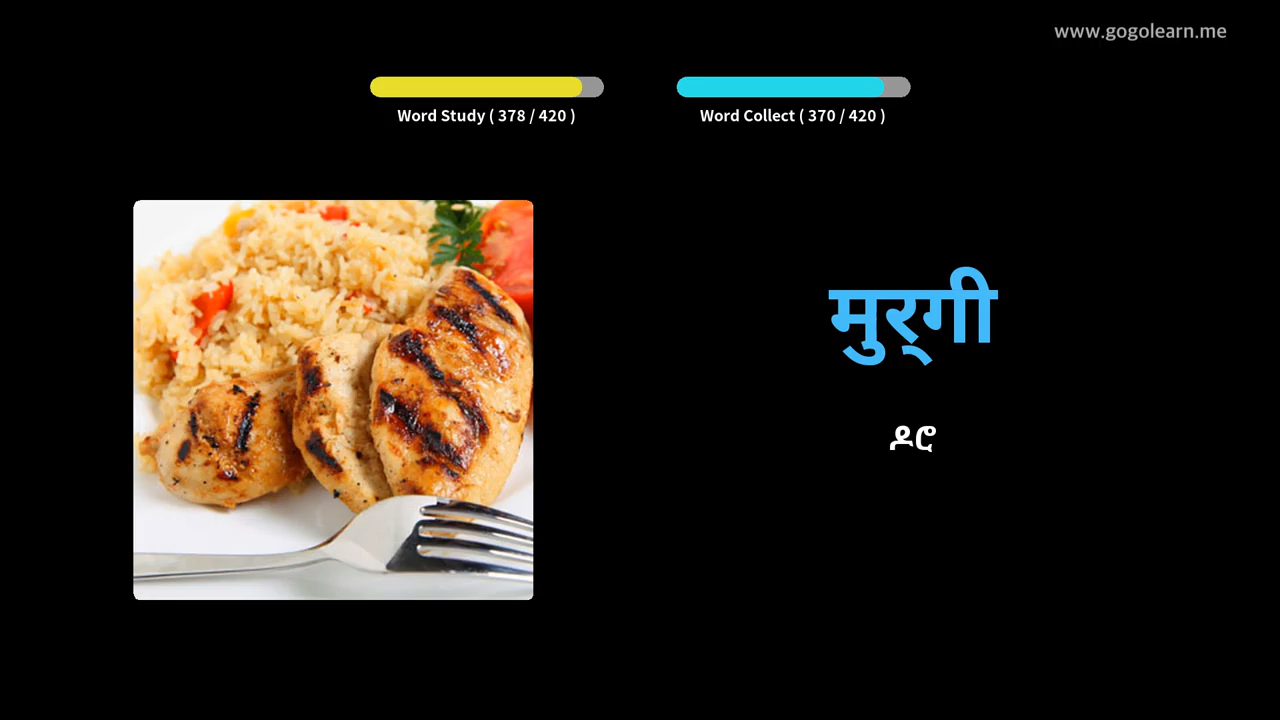 www.gogolearn.me
Word Study ( 378 / 420 )
Word Collect ( 370 / 420 )
मुर्‍गी
ዶሮ